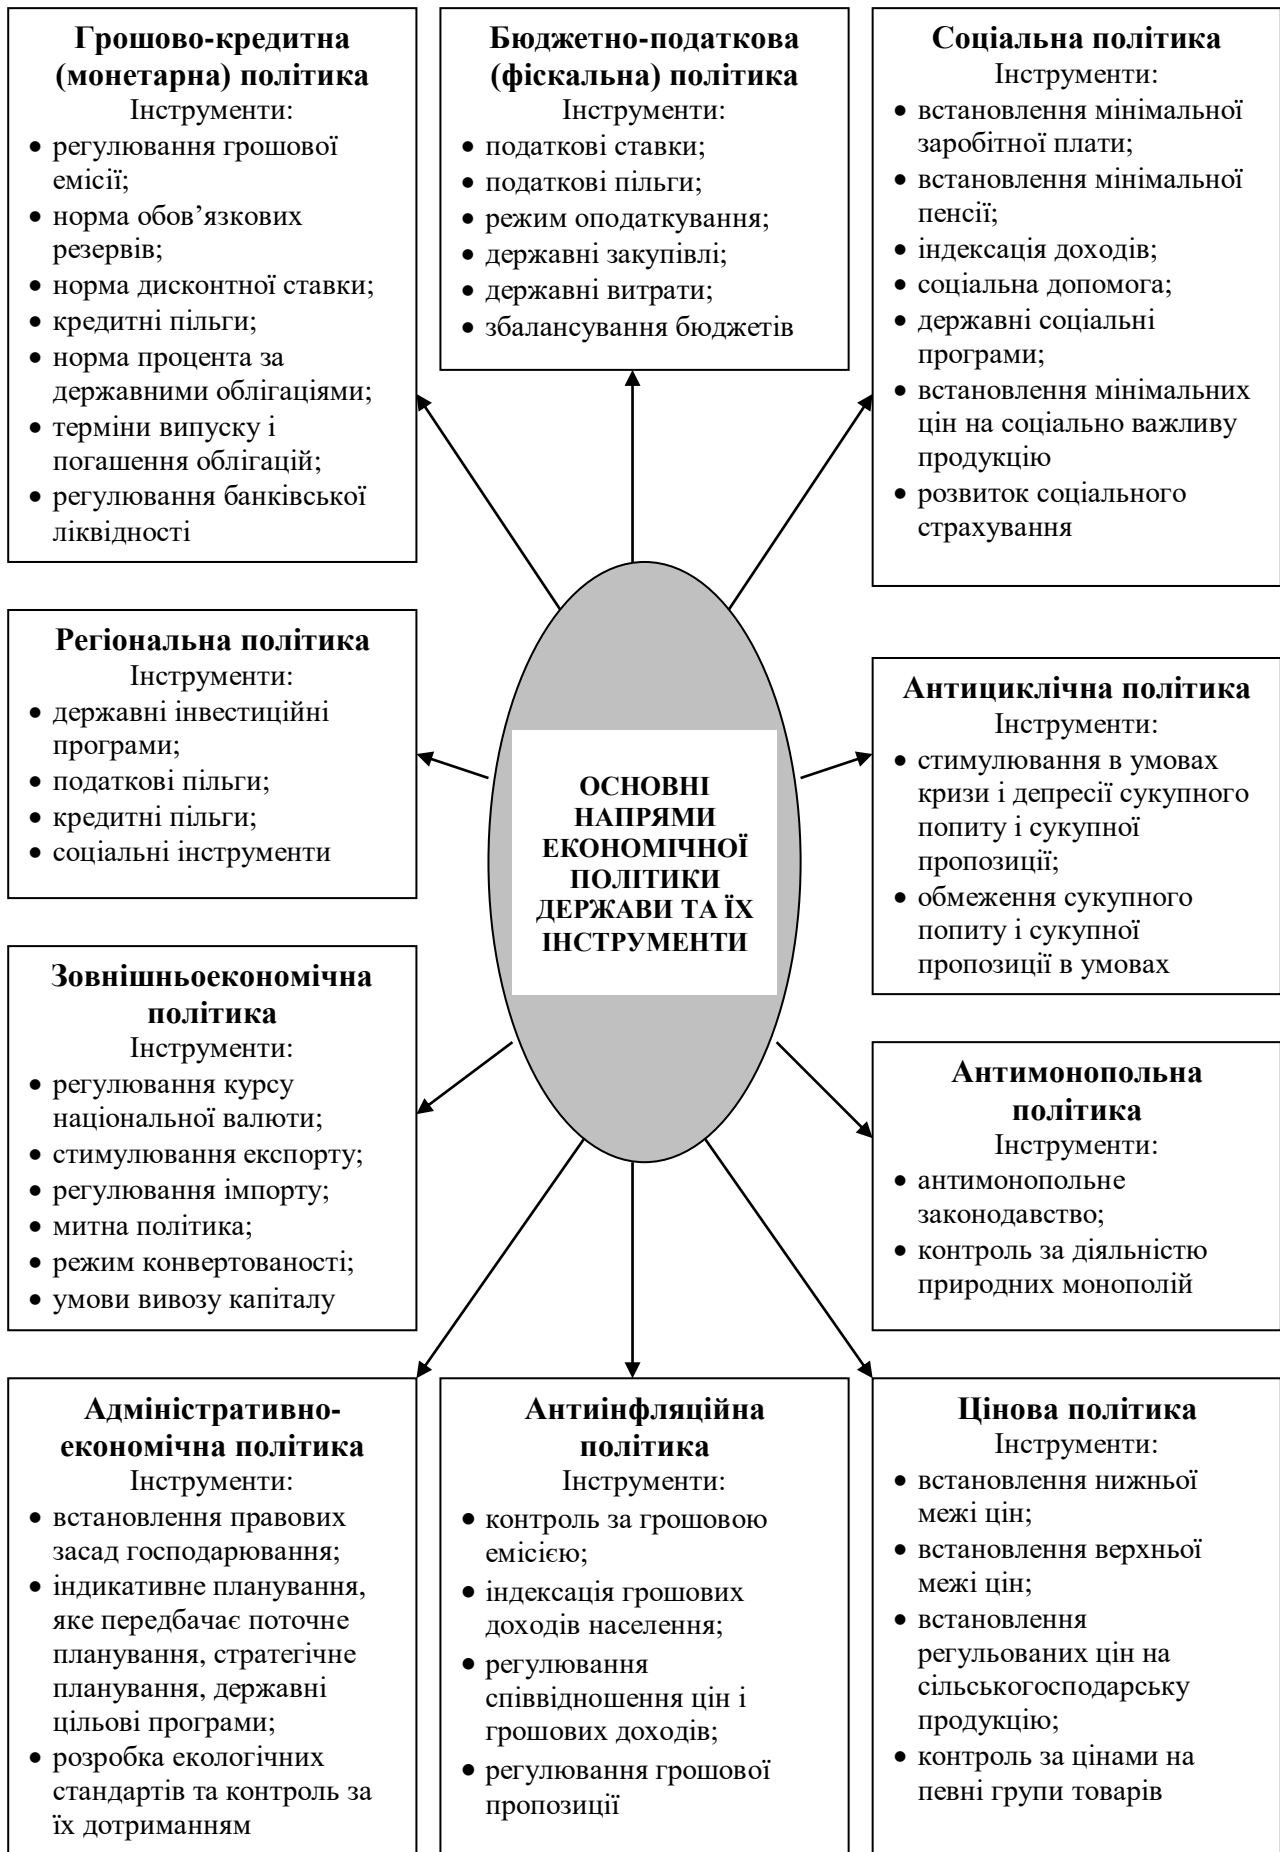 Грошово-кредитна
(монетарна) політика
Інструменти:
• регулювання грошової
емісії;
• норма обов’язкових
резервів;
• норма дисконтної ставки;
• кредитні пільги;
• норма процента за
державними облігаціями;
• терміни випуску і
погашення облігацій;
• регулювання банківської
ліквідності
Бюджетно-податкова
(фіскальна) політика
Інструменти:
• податкові ставки;
• податкові пільги;
• режим оподаткування;
• державні закупівлі;
• державні витрати;
• збалансування бюджетів
Соціальна політика
Інструменти:
• встановлення мінімальної
заробітної плати;
• встановлення мінімальної
пенсії;
• індексація доходів;
• соціальна допомога;
• державні соціальні
програми;
• встановлення мінімальних
цін на соціально важливу
продукцію
• розвиток соціального
страхування
Регіональна політика
Інструменти:
• державні інвестиційні
програми;
• податкові пільги;
• кредитні пільги;
• соціальні інструменти
ОСНОВНІ
НАПРЯМИ
ЕКОНОМІЧНОЇ
ПОЛІТИКИ
ДЕРЖАВИ ТА ЇХ
ІНСТРУМЕНТИ
Антициклічна політика
Інструменти:
• стимулювання в умовах
кризи і депресії сукупного
попиту і сукупної
пропозиції;
• обмеження сукупного
попиту і сукупної
пропозиції в умовах
Зовнішньоекономічна
політика
Інструменти:
• регулювання курсу
національної валюти;
• стимулювання експорту;
• регулювання імпорту;
• митна політика;
• режим конвертованості;
• умови вивозу капіталу
Антимонопольна
політика
Інструменти:
• антимонопольне
законодавство;
• контроль за діяльністю
природних монополій
Адміністративно-
економічна політика
Інструменти:
• встановлення правових
засад господарювання;
• індикативне планування,
яке передбачає поточне
планування, стратегічне
планування, державні
цільові програми;
• розробка екологічних
стандартів та контроль за
їх дотриманням
Антиінфляційна
політика
Інструменти:
• контроль за грошовою
емісією;
• індексація грошових
доходів населення;
• регулювання
співвідношення цін і
грошових доходів;
• регулювання грошової
пропозиції
Цінова політика
Інструменти:
• встановлення нижньої
межі цін;
• встановлення верхньої
межі цін;
• встановлення
регульованих цін на
сільськогосподарську
продукцію;
• контроль за цінами на
певні групи товарів